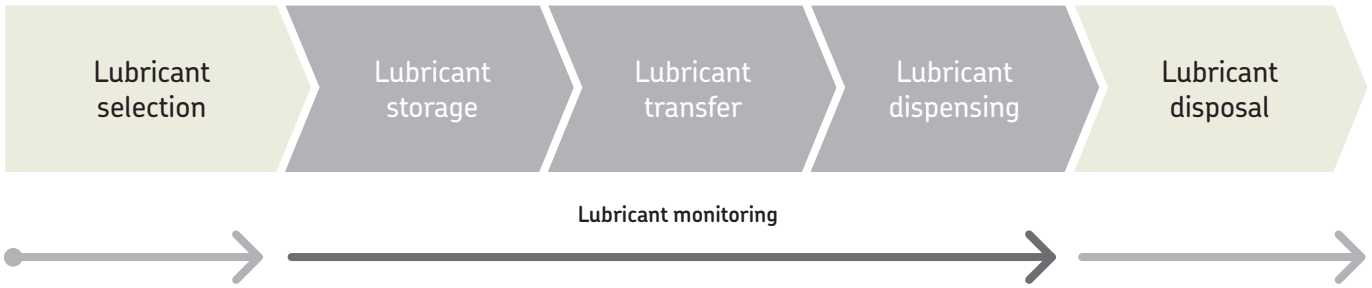 Lubricant
selection
Lubricant
storage
Lubricant
transfer
Lubricant
dispensing
Lubricant
disposal
Lubricant monitoring